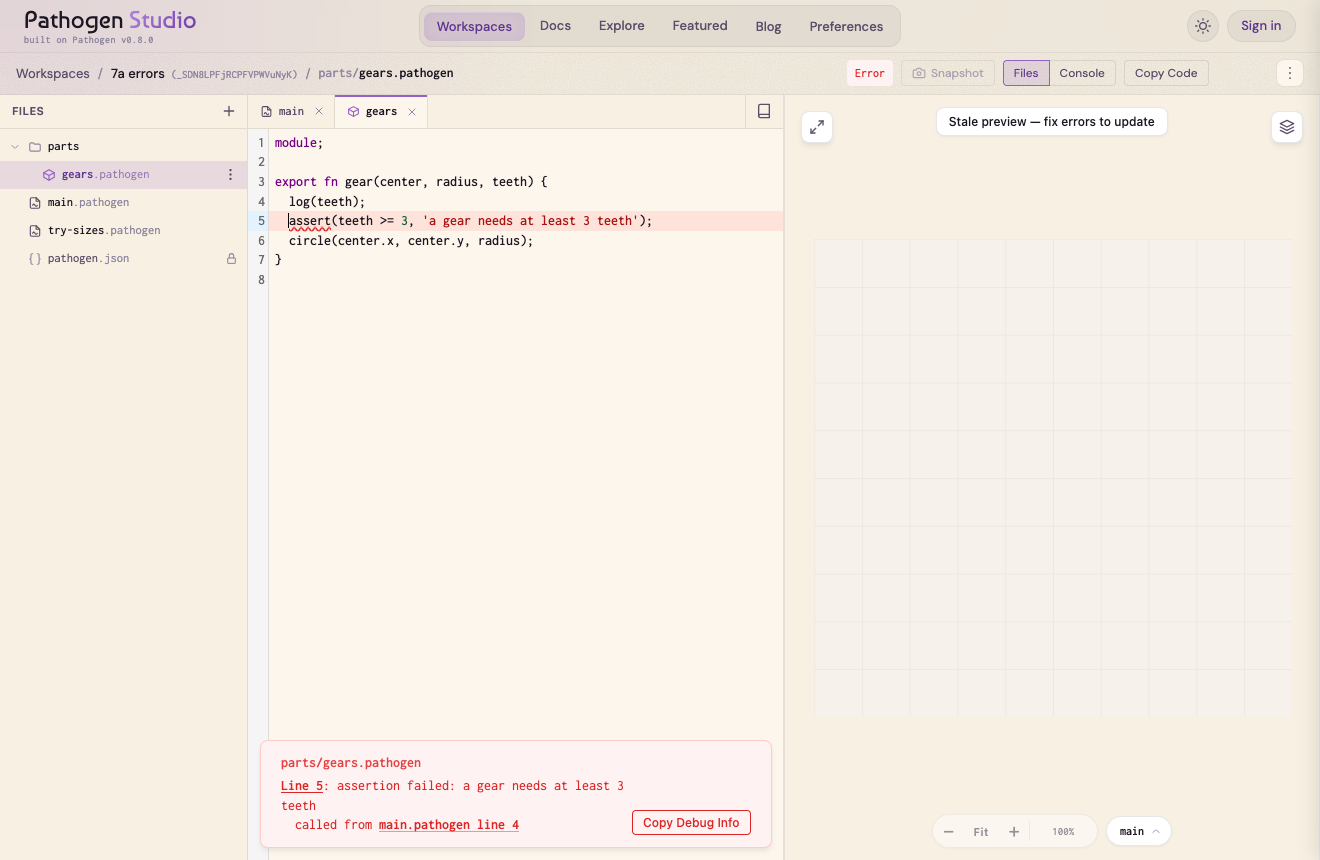 Pathogen Studio
built on Pathogen v0.8.0
Workspaces Docs Explore Featured Blog Preferences
Sign in
Workspaces / 7a errors (_SDN8LPFjRCPFVPWVuNyK) / parts/gears.pathogen
Error Snapshot Files Console Copy Code
FILES
main gears
parts
gears.pathogen
main.pathogen
try-sizes.pathogen
{} pathogen.json
1 module;
2
3 export fn gear(center, radius, teeth) {
4 log(teeth);
5 assert(teeth >= 3, 'a gear needs at least 3 teeth');
6 circle(center.x, center.y, radius);
7 }
8
Stale preview — fix errors to update
parts/gears.pathogen
Line 5: assertion failed: a gear needs at least 3
teeth
called from main.pathogen line 4
Copy Debug Info
Fit 100% main